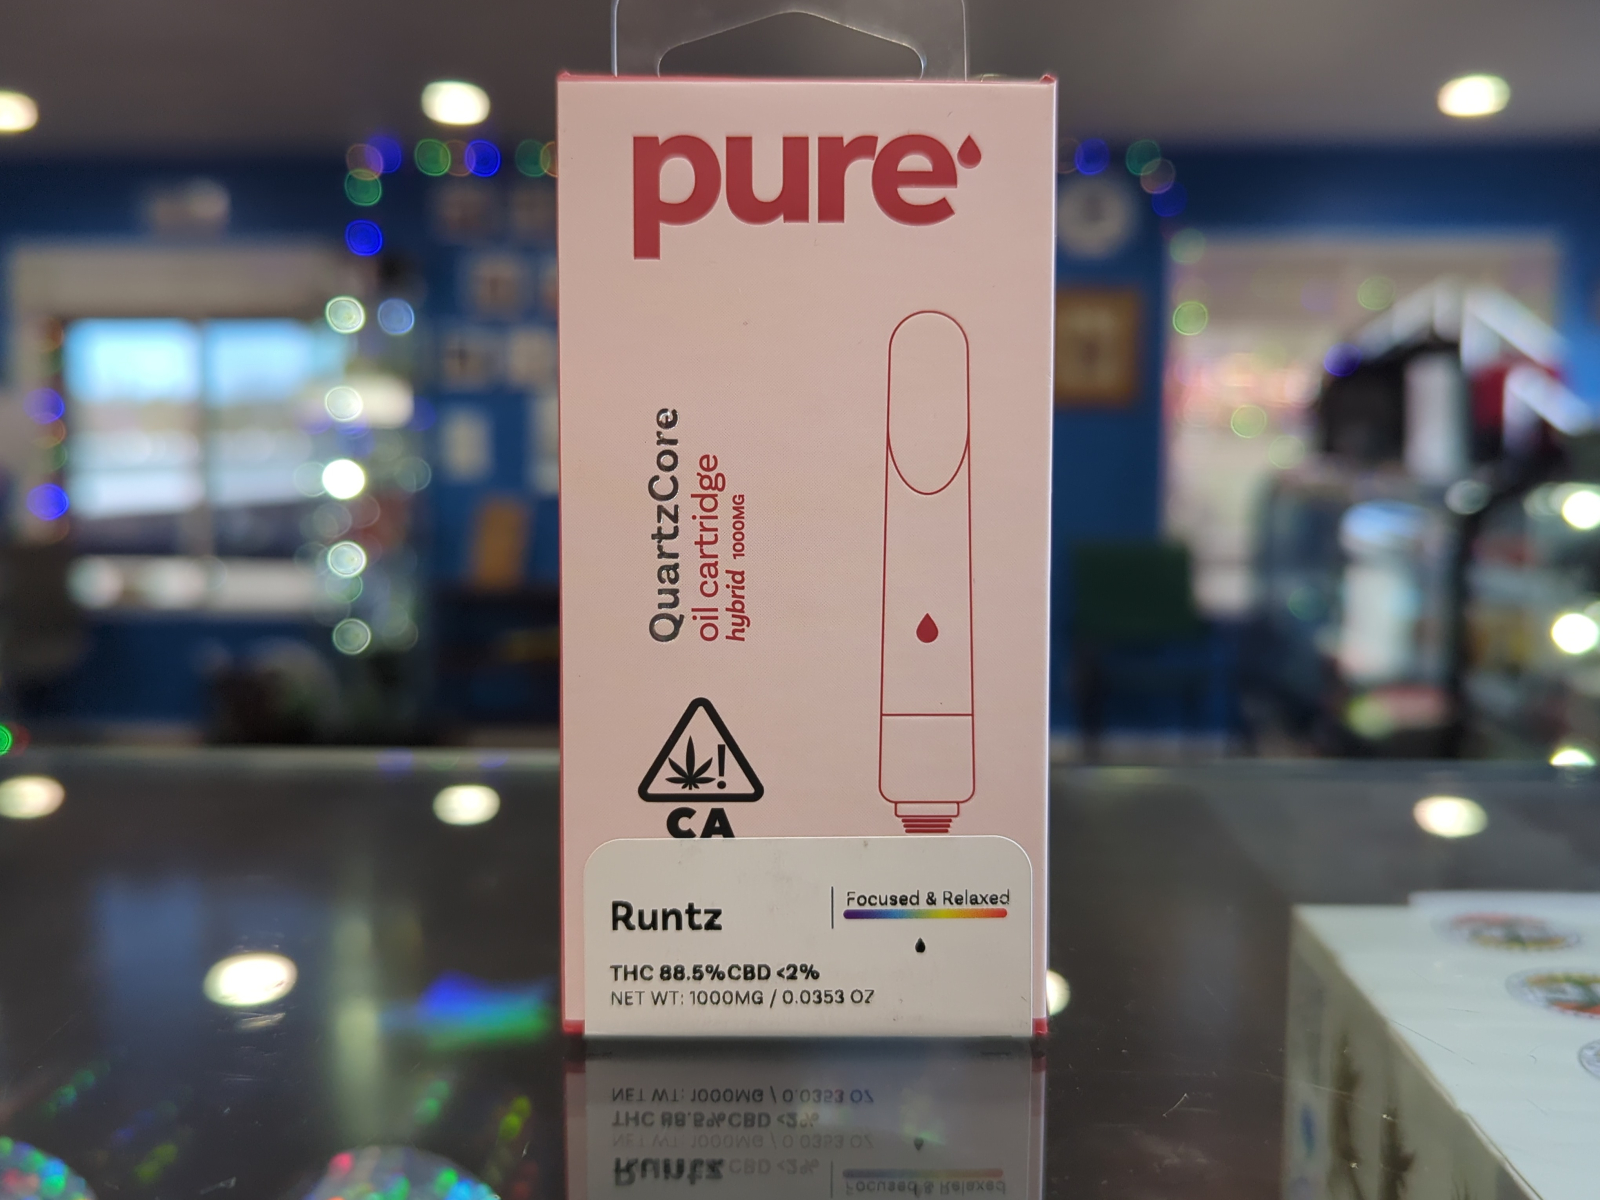 pure
QuartzCore
oil cartridge
hybrid 1000MG
!
CA
Runtz
Focused & Relaxed
THC 88.5% CBD <2%
NET WT: 1000MG / 0.0353 OZ